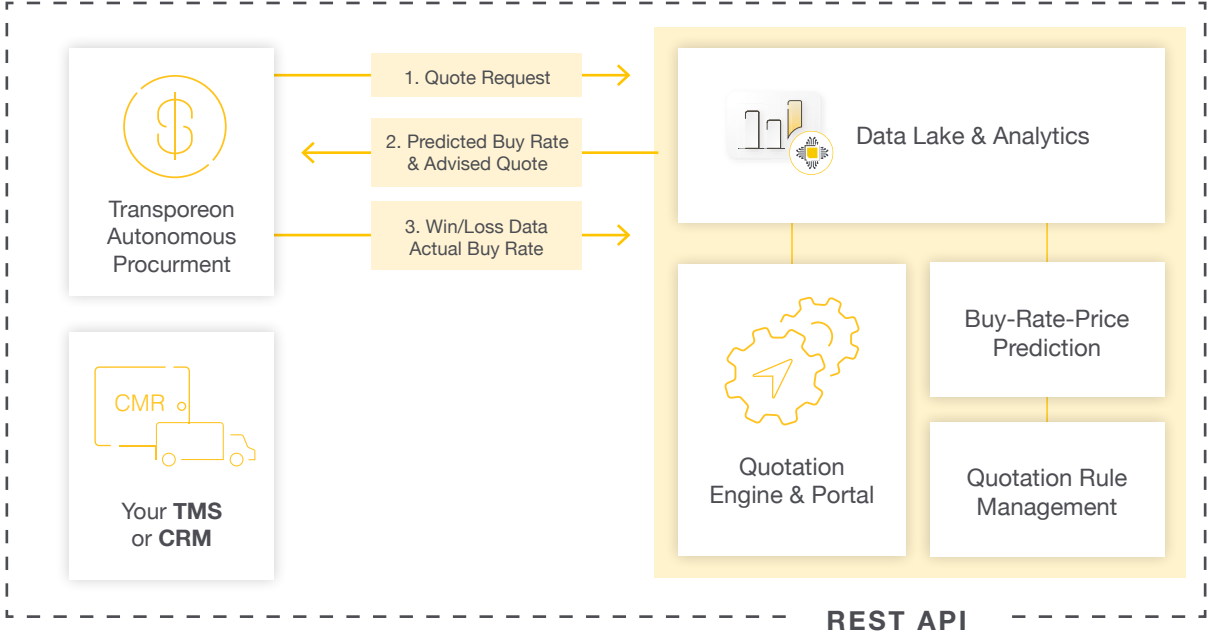 1. Quote Request
2. Predicted Buy Rate
& Advised Quote
3. Win/Loss Data
Actual Buy Rate
Transporeon
Autonomous
Procurment
CMR
Your TMS
or CRM
Data Lake & Analytics
Quotation
Engine & Portal
Buy-Rate-Price
Prediction
Quotation Rule
Management
REST API